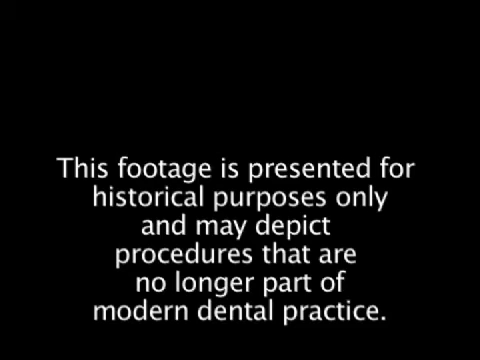 This footage is presented for
historical purposes only
and may depict
procedures that are
no longer part of
modern dental practice.